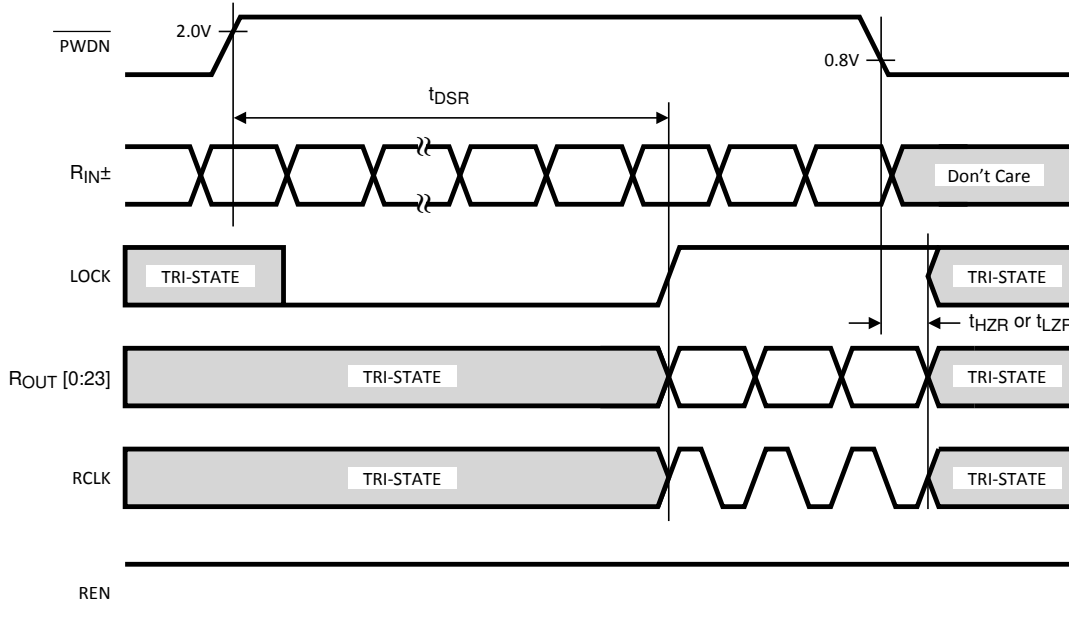 PWDN
2.0V
0.8V
tDSR
RIN±
Don't Care
LOCK
TRI-STATE
TRI-STATE
tHZR or tLZR
ROUT [0:23]
TRI-STATE
TRI-STATE
RCLK
TRI-STATE
TRI-STATE
REN